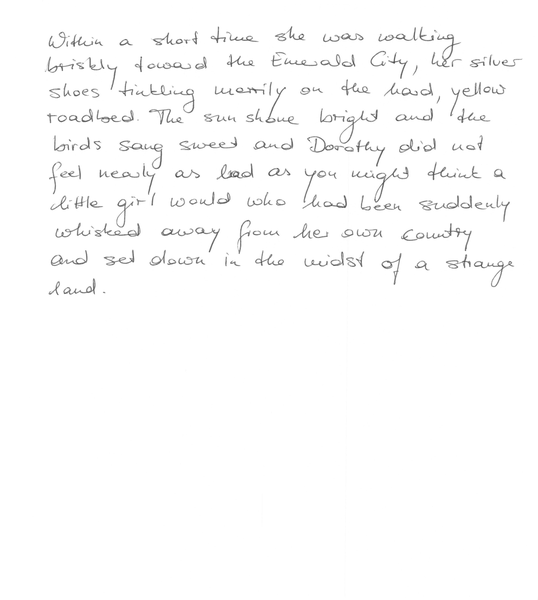 Within a short time she was walking
briskly toward the Emerald City, her silver
shoes tinkling merrily on the hard, yellow
roadbed. The sun shone bright and the
birds sang sweet and Dorothy did not
feel nearly as bad as you might think a
little girl would who had been suddenly
whisked away from her own country
and set down in the midst of a strange
land.